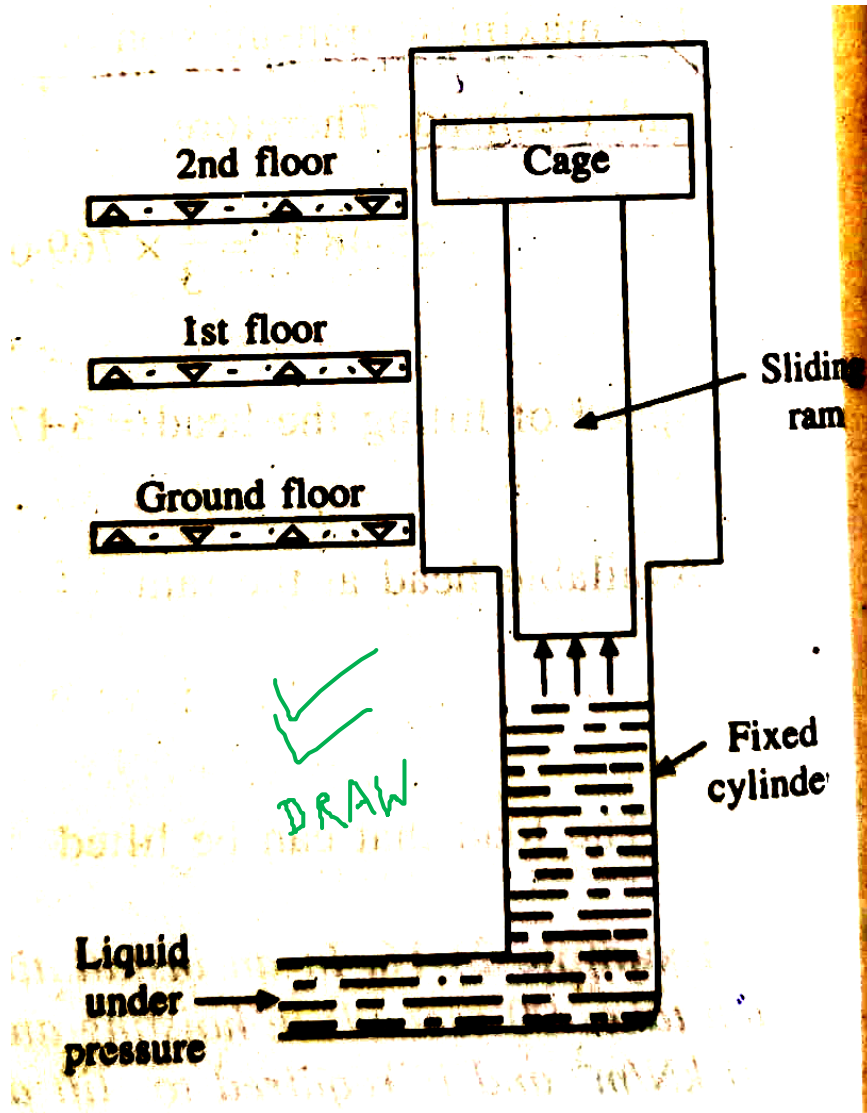 2nd floor
Cage
1st floor
Sliding
ram
Ground floor
Fixed
cylinde
DRAW
Liquid
under
pressure